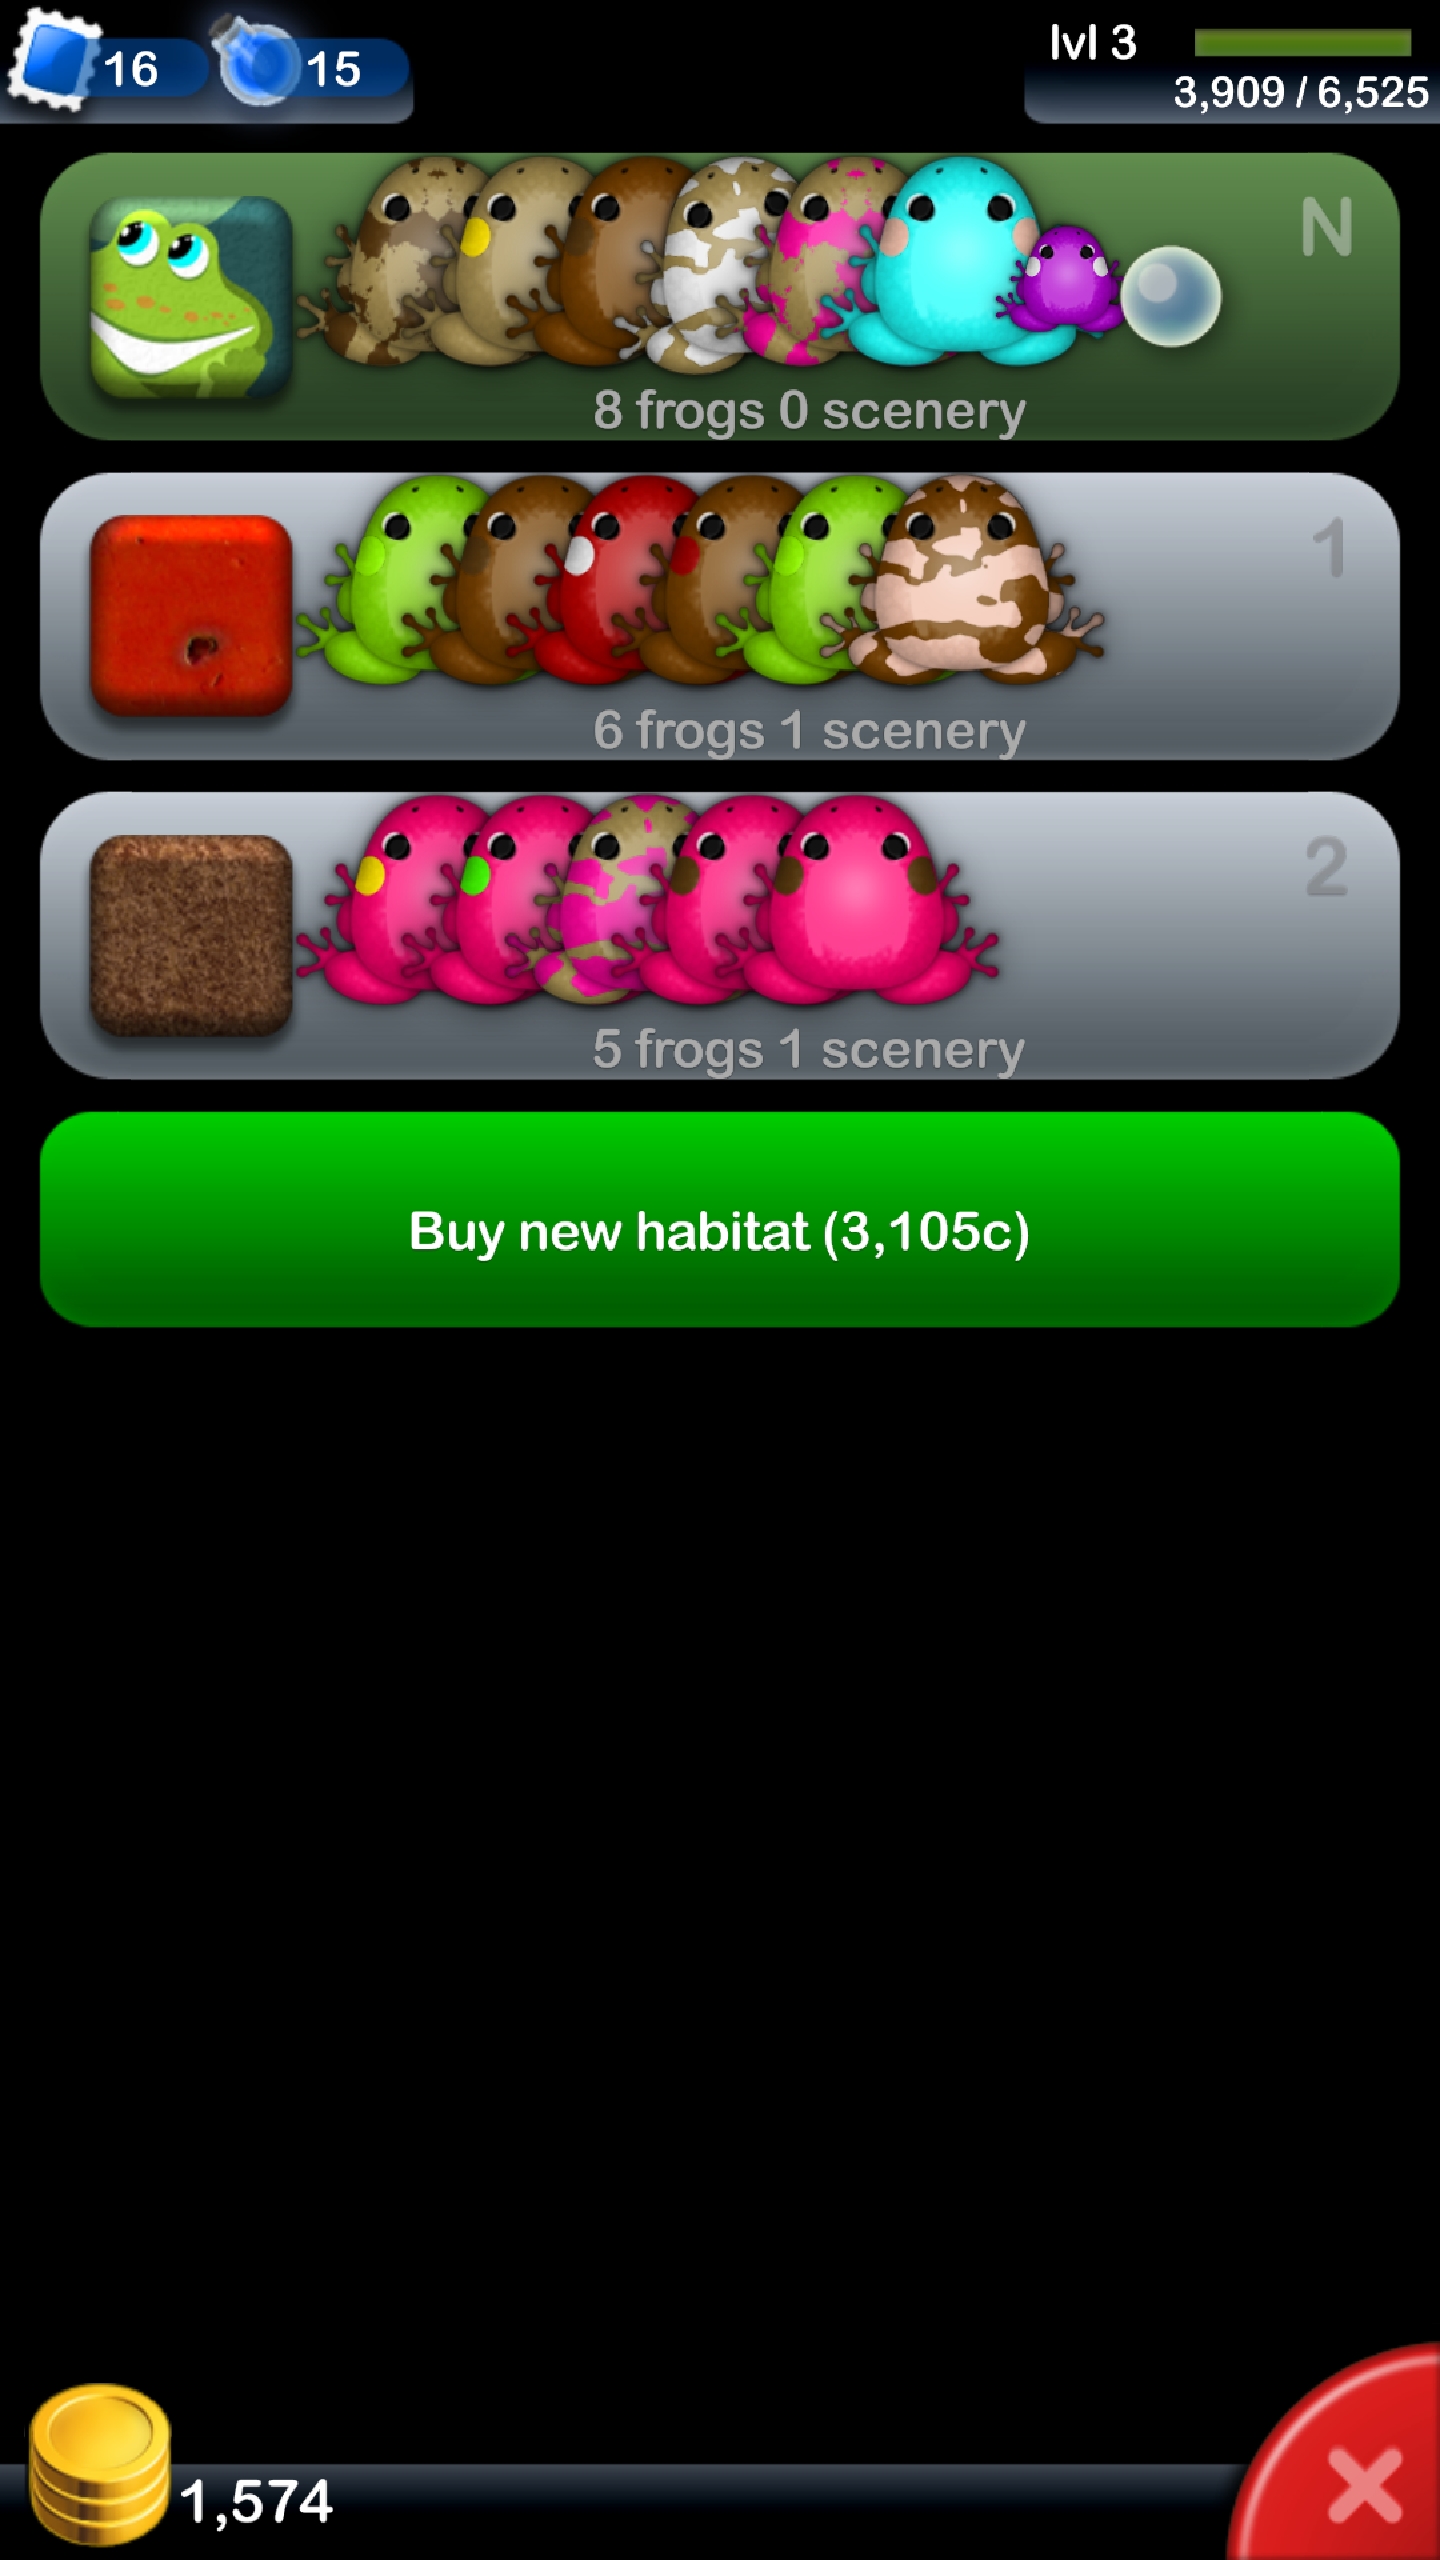 16
15
lvl 3
3,909 / 6,525
N
8 frogs 0 scenery
1
6 frogs 1 scenery
2
5 frogs 1 scenery
Buy new habitat (3,105c)
1,574